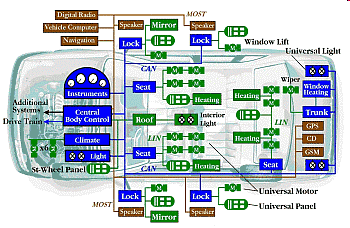 Digital Radio
MOST
Vehicle Computer
Speaker
Mirror
Speaker
Navigation
Lock
Lock
Window Lift
Universal Light
CAN
Instruments
Seat
Heating
Heating
Wiper
Window Heating
Additional Systems
Central Body Control
Roof
Interior Light
Trunk
Drive Train
LIN
LIN
GPS
Climate
Heating
CD
X6
Light
Seat
GSM
St-Wheel Panel
CAN
Heating
Seat
Lock
Lock
Universal Motor
MOST
Speaker
Mirror
Speaker
Universal Panel